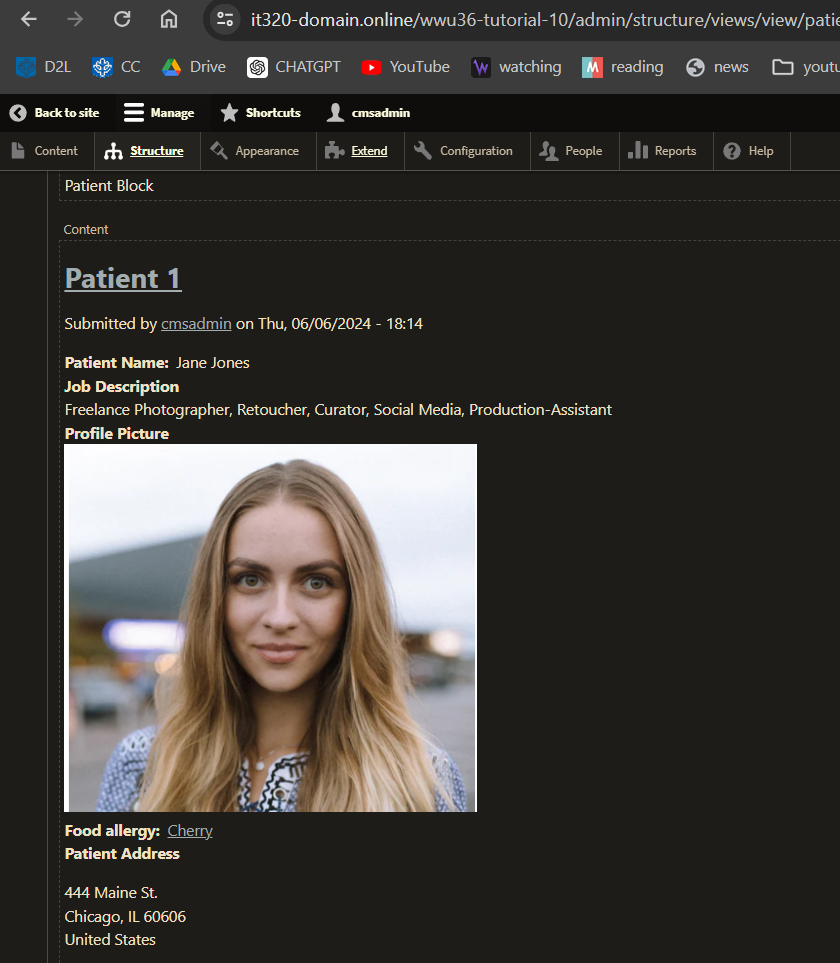 it320-domain.online/wwu36-tutorial-10/admin/structure/views/view/patie
D2L CC Drive CHATGPT YouTube watching reading news youtu
Back to site Manage Shortcuts cmsadmin
Content Structure Appearance Extend Configuration People Reports Help
Patient Block
Content
Patient 1
Submitted by cmsadmin on Thu, 06/06/2024 - 18:14
Patient Name: Jane Jones
Job Description
Freelance Photographer, Retoucher, Curator, Social Media, Production-Assistant
Profile Picture
Food allergy: Cherry
Patient Address
444 Maine St.
Chicago, IL 60606
United States